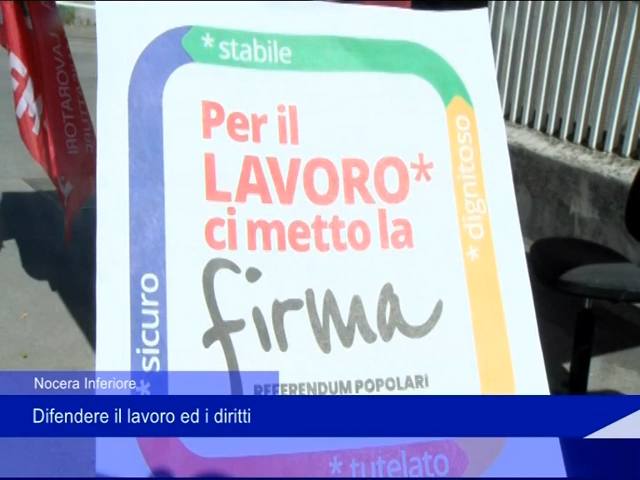 * stabile
Per il
LAVORO*
ci metto la
firma
REFERENDUM POPOLARI
* dignitoso
* tutelato
* sicuro
LAVORATORI
Nocera Inferiore
Difendere il lavoro ed i diritti